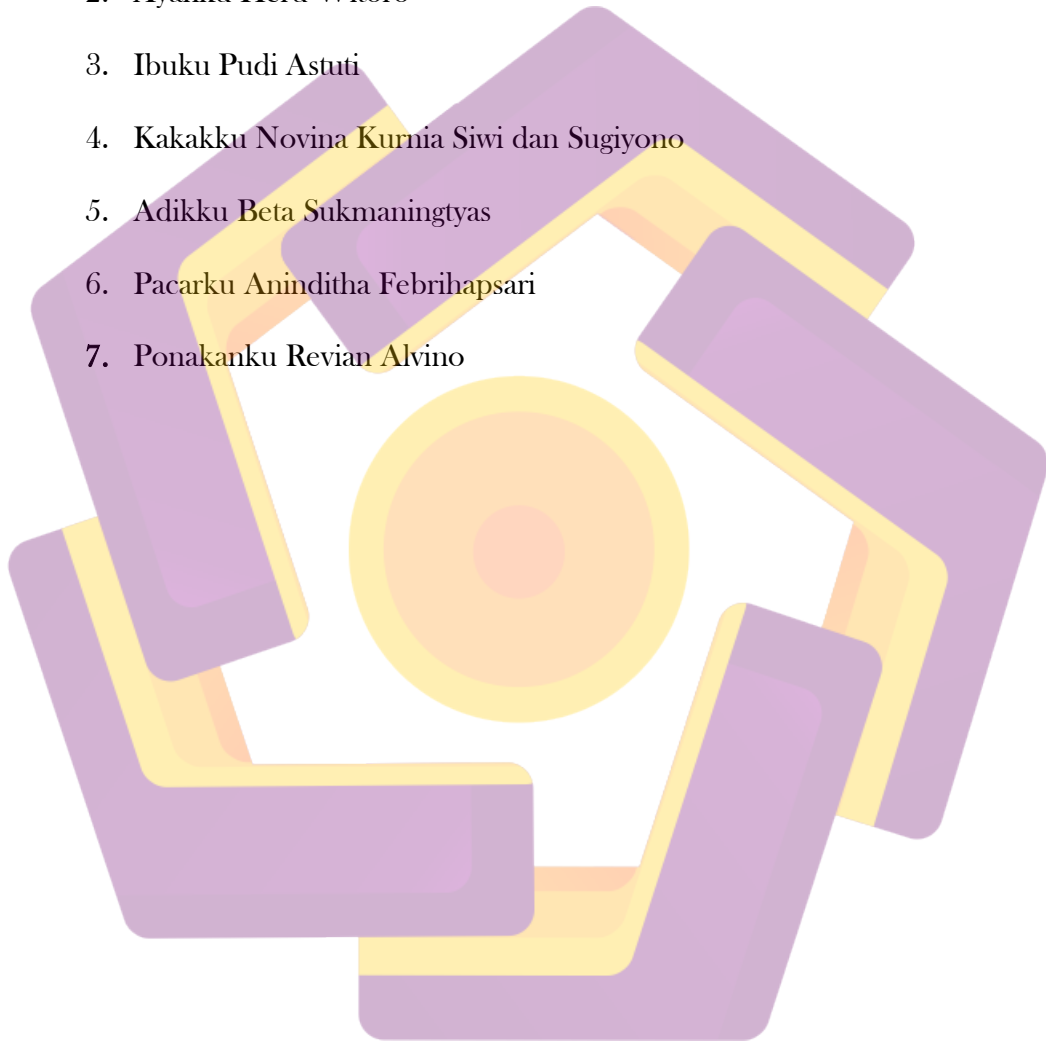 3. Ibuku Pudi Astuti
4. Kakakku Novina Kurnia Siwi dan Sugiyono
5. Adikku Beta Sukmaningtyas
6. Pacarku Aninditha Febrihapsari
7. Ponakanku Revian Alvino